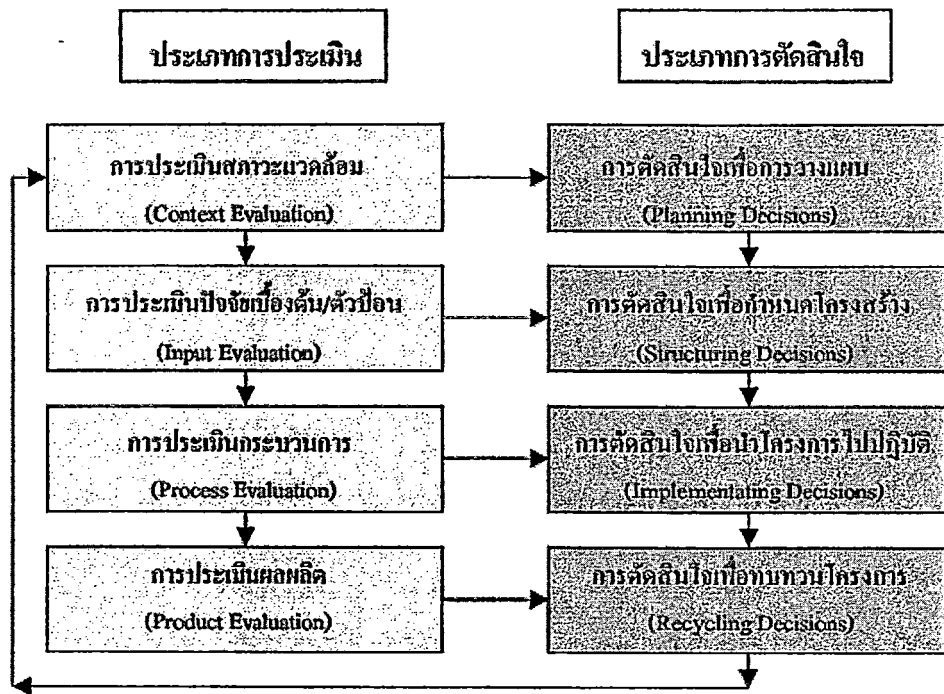 ประเภทการประเมิน
ประเภทการตัดสินใจ
การประเมินสภาวะแวดล้อม
(Context Evaluation)
การตัดสินใจเพื่อการวางแผน
(Planning Decisions)
การประเมินปัจจัยเบื้องต้น/ตัวป้อน
(Input Evaluation)
การตัดสินใจเพื่อกำหนดโครงสร้าง
(Structuring Decisions)
การประเมินกระบวนการ
(Process Evaluation)
การตัดสินใจเพื่อนำโครงการไปปฏิบัติ
(Implementating Decisions)
การประเมินผลผลิต
(Product Evaluation)
การตัดสินใจเพื่อทบทวนโครงการ
(Recycling Decisions)